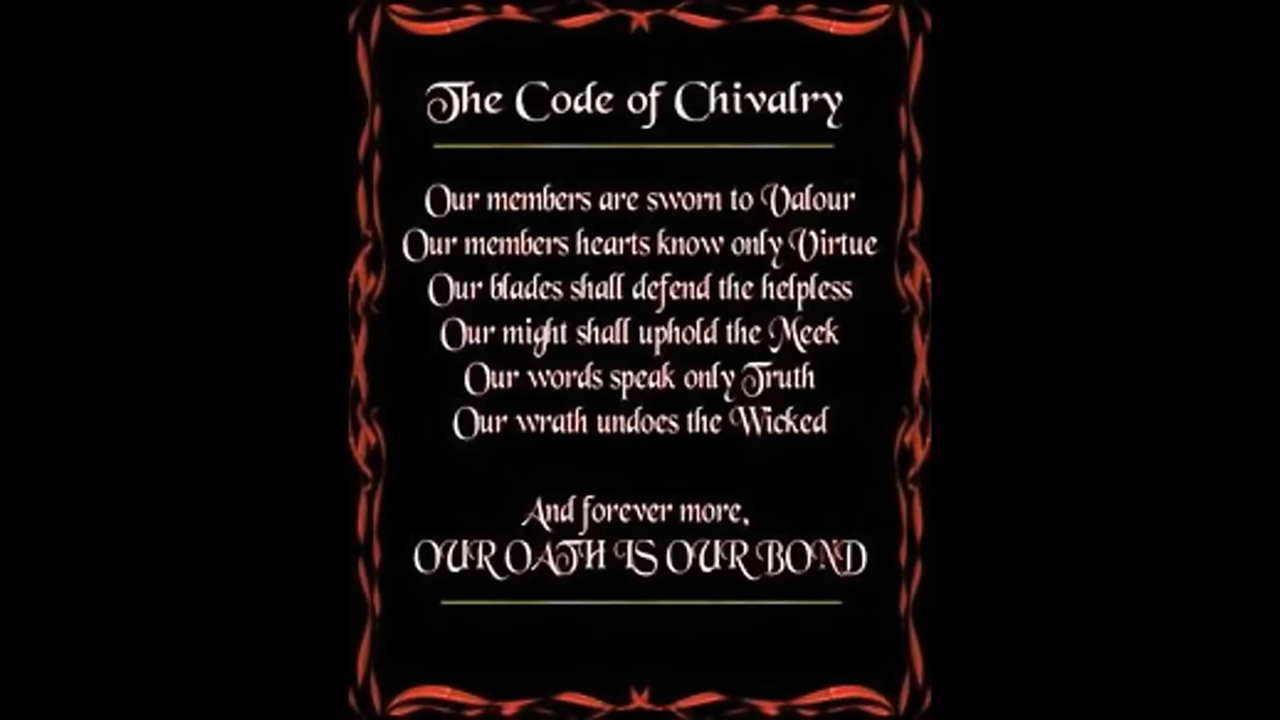 The Code of Chivalry
Our members are sworn to Valour
Our members hearts know only Virtue
Our blades shall defend the helpless
Our might shall uphold the Meek
Our words speak only Truth
Our wrath undoes the Wicked
And forever more,
OUR OATH IS OUR BOND